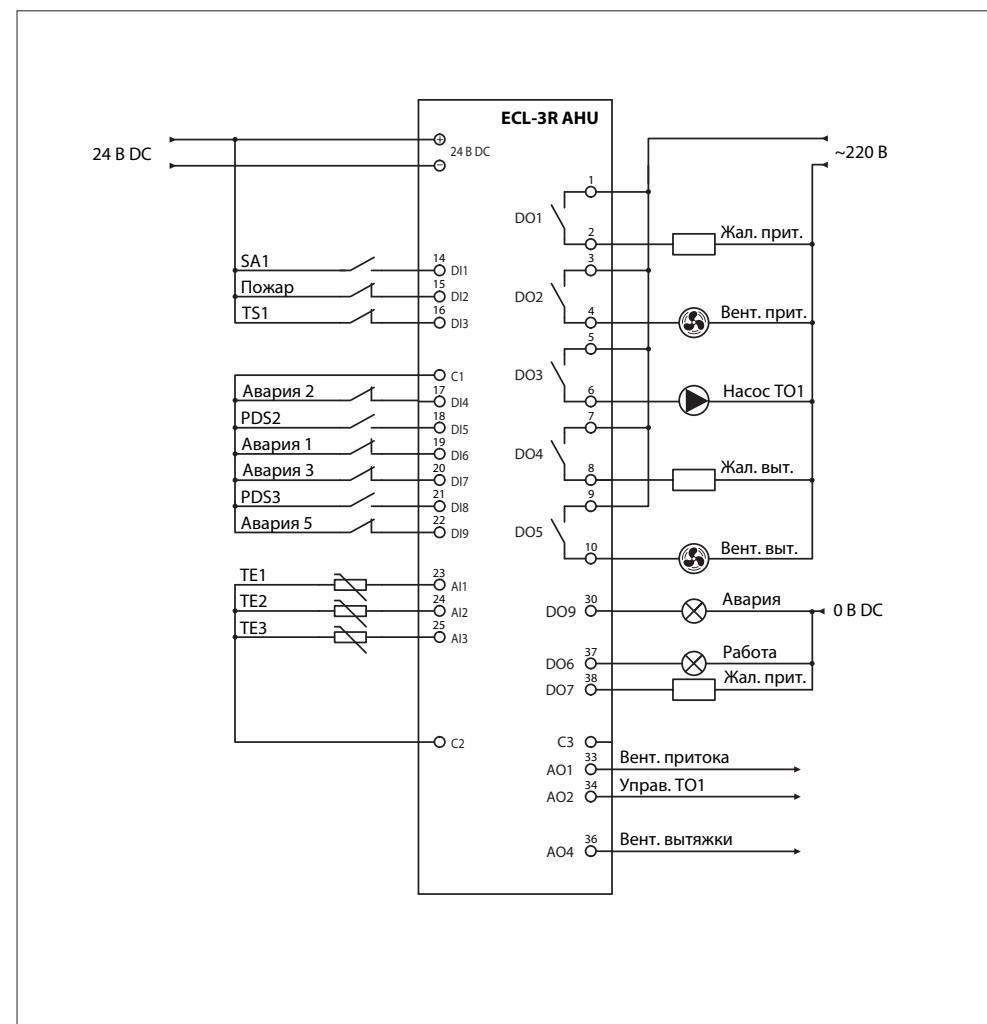 ECL-3R AHU
24 В DC
+
24 В DC
−
~220 В
1
DO1
2
Жал. прит.
3
SA1
14
DI1
Пожар
15
DI2
DO2
TS1
16
DI3
4
Вент. прит.
5
C1
DO3
Авария 2
17
DI4
6
Насос ТО1
PDS2
18
DI5
7
Авария 1
19
DI6
DO4
Авария 3
20
DI7
8
Жал. выт.
PDS3
21
DI8
9
Авария 5
22
DI9
DO5
10
Вент. выт.
TE1
23
AI1
TE2
24
AI2
TE3
25
AI3
DO9
30
Авария
0 В DC
DO6
37
Работа
DO7
38
Жал. прит.
C2
C3
AO1
33
Вент. притока
AO2
34
Управ. ТО1
AO4
36
Вент. вытяжки